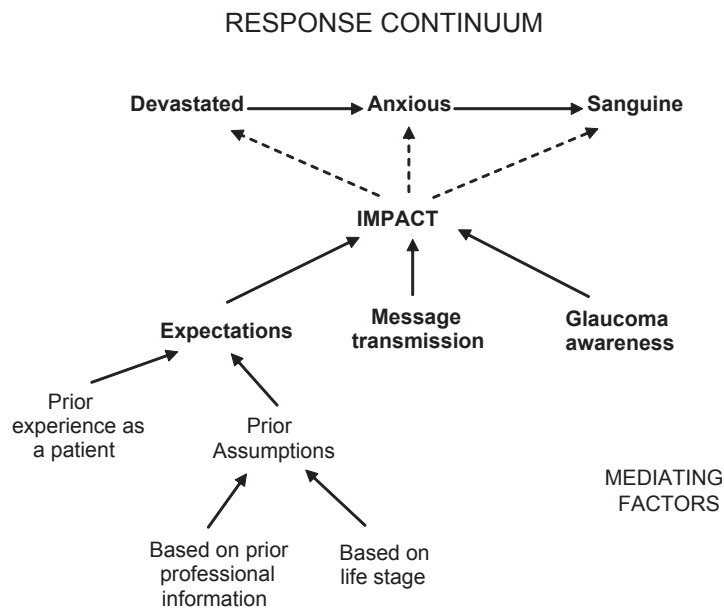 RESPONSE CONTINUUM
Devastated
Anxious
Sanguine
IMPACT
Expectations
Message
transmission
Glaucoma
awareness
Prior
experience as
a patient
Prior
Assumptions
MEDIATING
FACTORS
Based on prior
professional
information
Based on
life stage